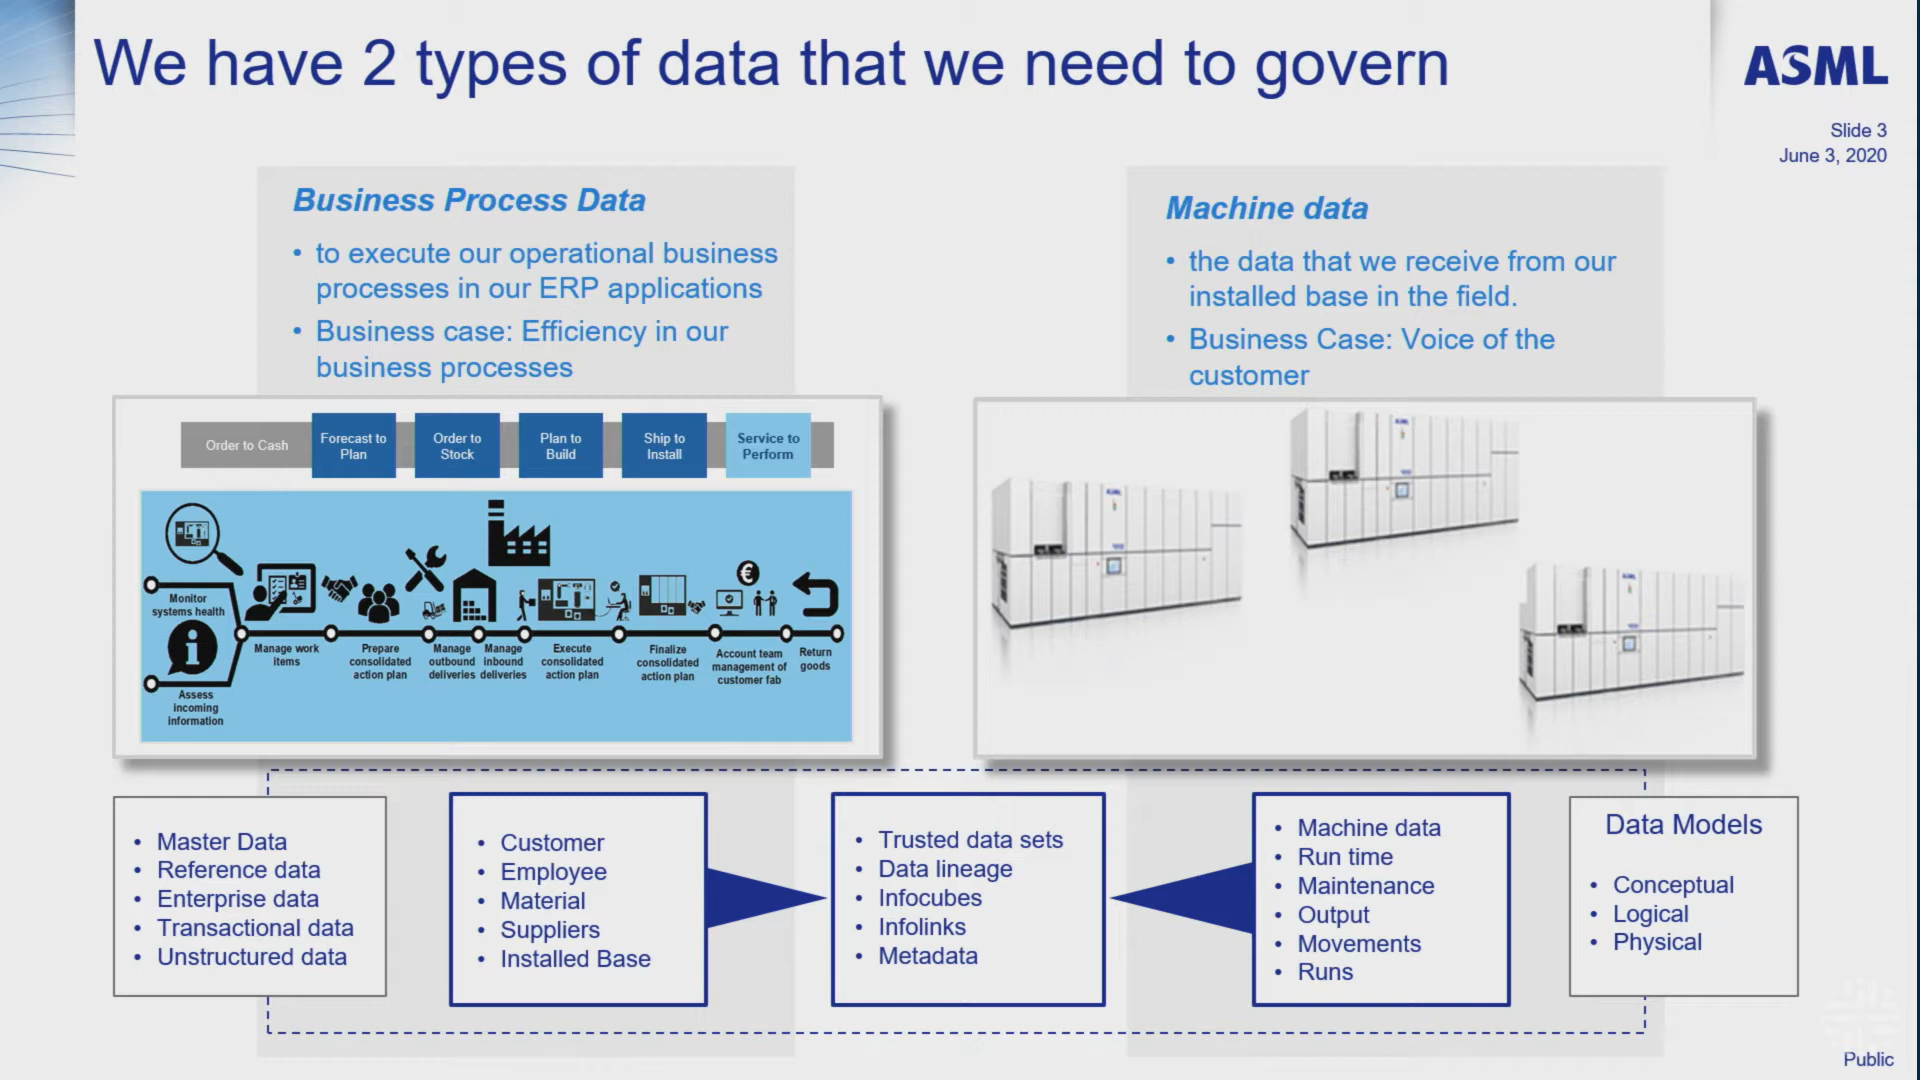 We have 2 types of data that we need to govern
ASML
Slide 3
June 3, 2020
Business Process Data
• to execute our operational business
processes in our ERP applications
• Business case: Efficiency in our
business processes
Machine data
• the data that we receive from our
installed base in the field.
• Business Case: Voice of the
customer
Order to Cash
Forecast to
Plan
Order to
Stock
Plan to
Build
Ship to
Install
Service to
Perform
Monitor
systems health
Assess
incoming
information
Manage work
items
Prepare
consolidated
action plan
Manage
outbound
deliveries
Manage
inbound
deliveries
Execute
consolidated
action plan
Finalize
consolidated
action plan
Account team
management of
customer fab
Return
goods
ASML
ASML
ASML
• Master Data
• Reference data
• Enterprise data
• Transactional data
• Unstructured data
• Customer
• Employee
• Material
• Suppliers
• Installed Base
• Trusted data sets
• Data lineage
• Infocubes
• Infolinks
• Metadata
• Machine data
• Run time
• Maintenance
• Output
• Movements
• Runs
Data Models
• Conceptual
• Logical
• Physical
Public